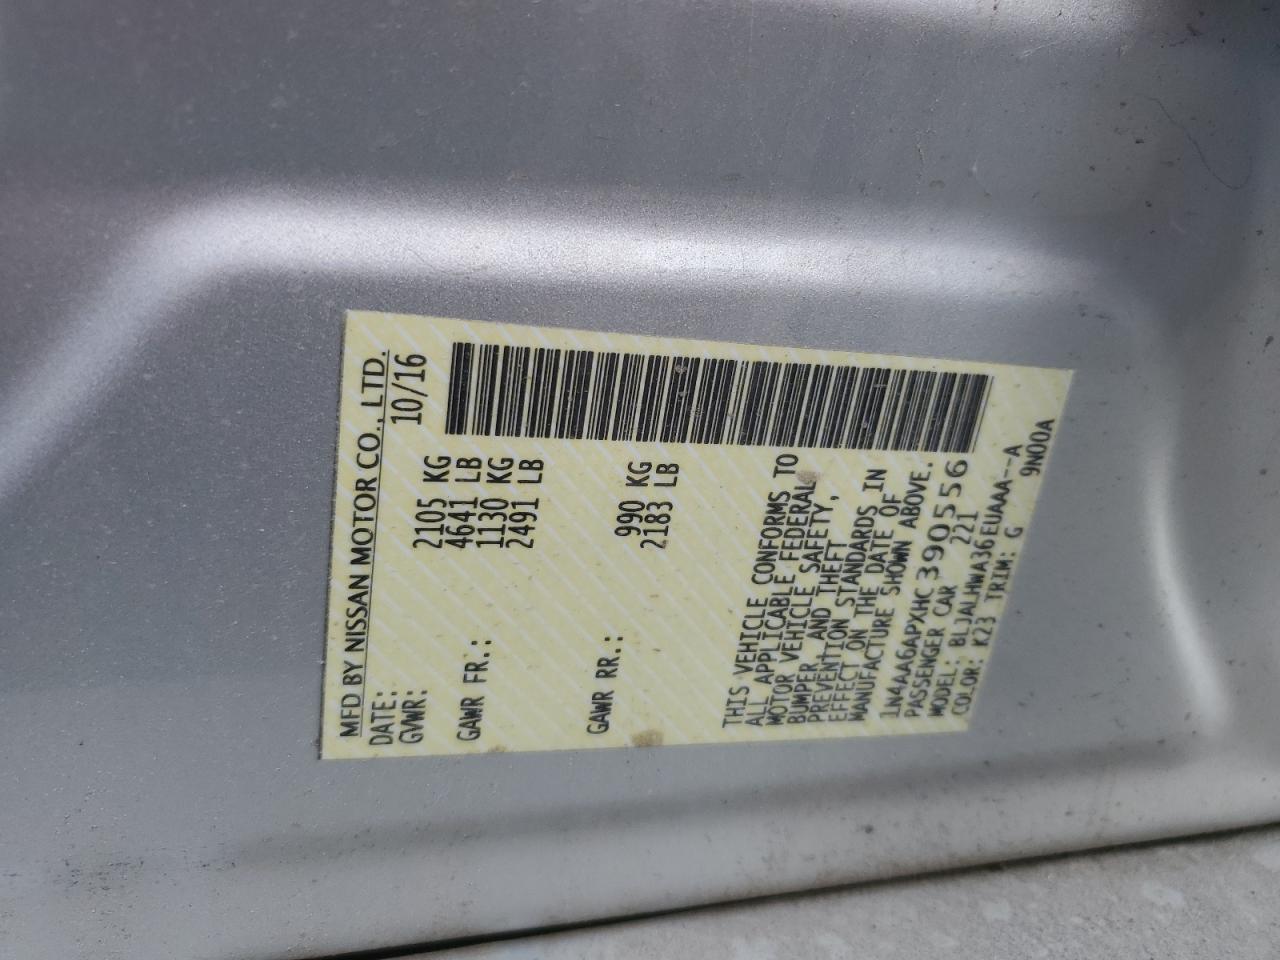 MFD BY NISSAN MOTOR CO., LTD.
DATE: 10/16
GVWR: 2105 KG
4641 LB
GAWR FR.: 1130 KG
2491 LB
GAWR RR.: 990 KG
2183 LB
THIS VEHICLE CONFORMS TO
ALL APPLICABLE FEDERAL
MOTOR VEHICLE SAFETY,
BUMPER AND THEFT
PREVENTION STANDARDS IN
EFFECT ON THE DATE OF
MANUFACTURE SHOWN ABOVE.
1N4AA6APXHC390556
PASSENGER CAR 221
MODEL: BLJALHWA36EUAAA--A
COLOR: K23 TRIM: G 9N00A